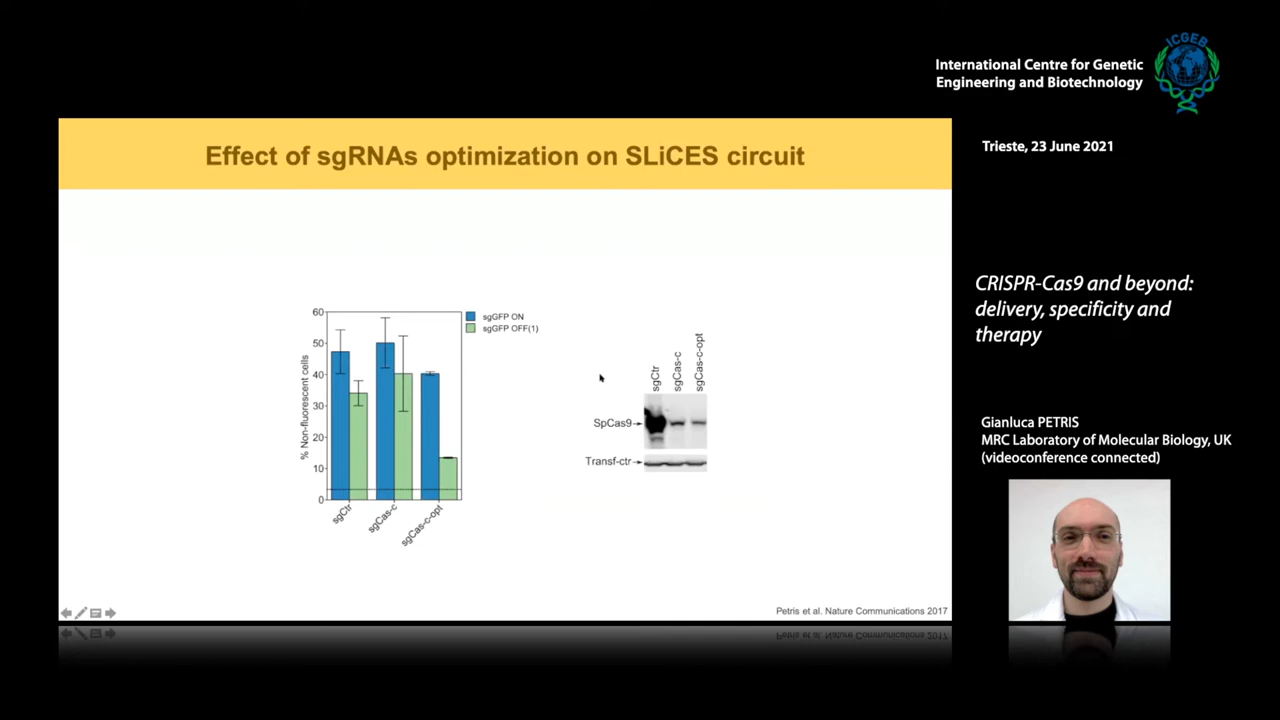 ICGEB
International Centre for Genetic
Engineering and Biotechnology
Trieste, 23 June 2021
Effect of sgRNAs optimization on SLiCES circuit
CRISPR-Cas9 and beyond:
delivery, specificity and
therapy
% Non-fluorescent cells
60
50
40
30
20
10
0
sgGFP ON
sgGFP OFF(1)
sgCtr
sgCas-c
sgCas-c-opt
sgCtr
sgCas-c
sgCas-c-opt
SpCas9
Transf-ctr
Gianluca PETRIS
MRC Laboratory of Molecular Biology, UK
(videoconference connected)
Petris et al. Nature Communications 2017